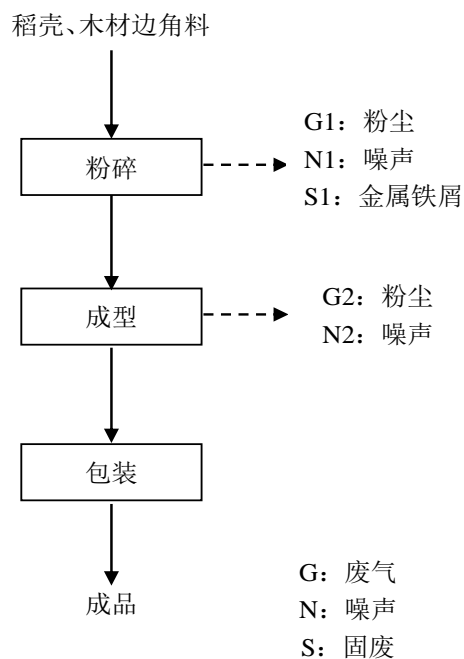 稻壳、木材边角料
粉碎
G1：粉尘
N1：噪声
S1：金属铁屑
成型
G2：粉尘
N2：噪声
包装
成品
G：废气
N：噪声
S：固废